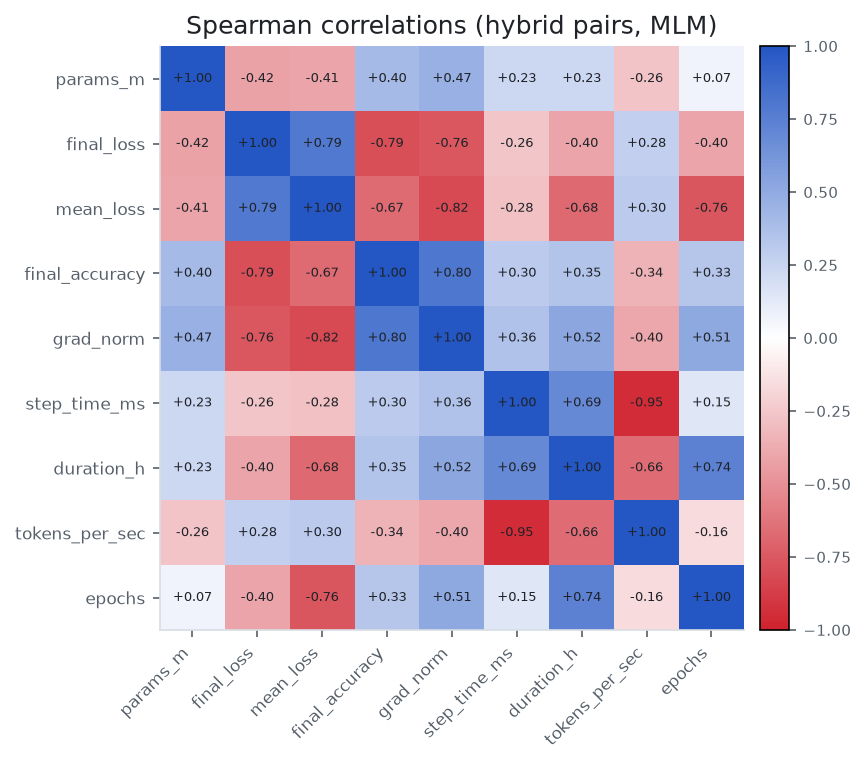 Spearman correlations (hybrid pairs, MLM)
params_m +1.00 -0.42 -0.41 +0.40 +0.47 +0.23 +0.23 -0.26 +0.07
final_loss -0.42 +1.00 +0.79 -0.79 -0.76 -0.26 -0.40 +0.28 -0.40
mean_loss -0.41 +0.79 +1.00 -0.67 -0.82 -0.28 -0.68 +0.30 -0.76
final_accuracy +0.40 -0.79 -0.67 +1.00 +0.80 +0.30 +0.35 -0.34 +0.33
grad_norm +0.47 -0.76 -0.82 +0.80 +1.00 +0.36 +0.52 -0.40 +0.51
step_time_ms +0.23 -0.26 -0.28 +0.30 +0.36 +1.00 +0.69 -0.95 +0.15
duration_h +0.23 -0.40 -0.68 +0.35 +0.52 +0.69 +1.00 -0.66 +0.74
tokens_per_sec -0.26 +0.28 +0.30 -0.34 -0.40 -0.95 -0.66 +1.00 -0.16
epochs +0.07 -0.40 -0.76 +0.33 +0.51 +0.15 +0.74 -0.16 +1.00
params_m final_loss mean_loss final_accuracy grad_norm step_time_ms duration_h tokens_per_sec epochs
1.00
0.75
0.50
0.25
0.00
−0.25
−0.50
−0.75
−1.00